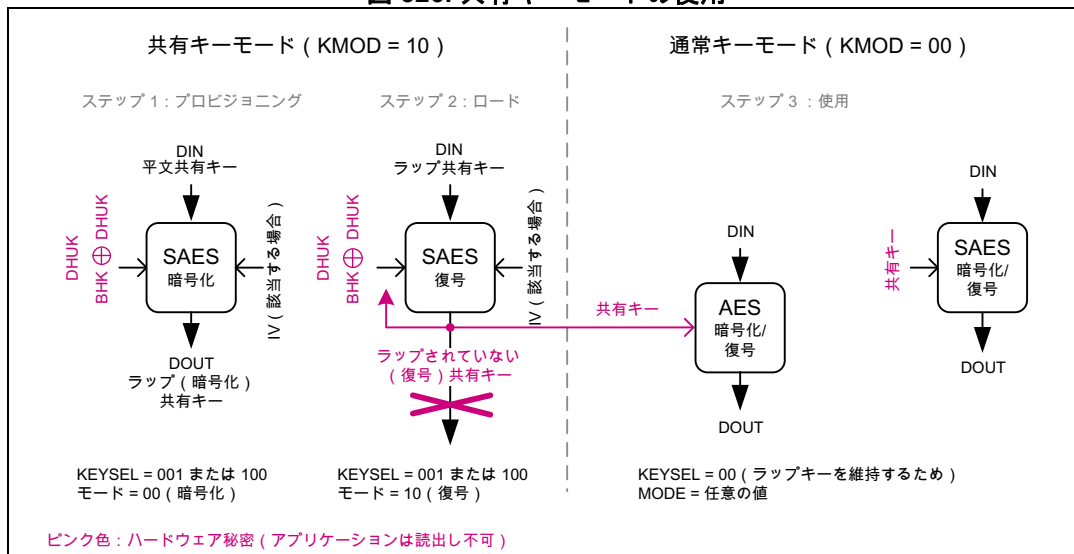 共有キーモード ( KMOD = 10 )
通常キーモード ( KMOD = 00 )
ステップ 1 : プロビジョニング
ステップ 2 : ロード
ステップ 3 : 使用
DIN
平文共有キー
DHUK
BHK ⊕ DHUK
SAES
暗号化
IV ( 該当する場合 )
DOUT
ラップ ( 暗号化 )
共有キー
DIN
ラップ共有キー
DHUK
BHK ⊕ DHUK
SAES
復号
IV ( 該当する場合 )
ラップされていない
( 復号 ) 共有キー
共有キー
DIN
AES
暗号化/
復号
DOUT
DIN
共有キー
SAES
暗号化/
復号
DOUT
KEYSEL = 001 または 100
モード = 00 ( 暗号化 )
KEYSEL = 001 または 100
モード = 10 ( 復号 )
KEYSEL = 00 ( ラップキーを維持するため )
MODE = 任意の値
ピンク色 : ハードウェア秘密 ( アプリケーションは読出し不可 )